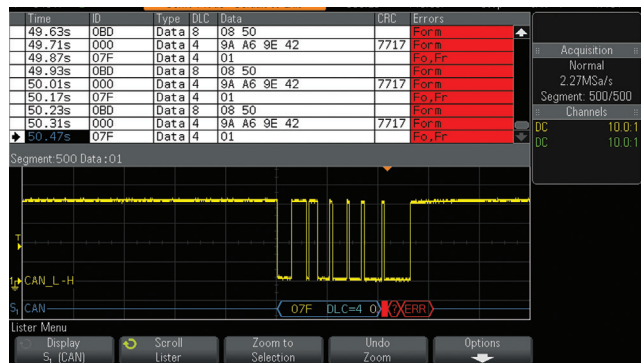 Time ID Type DLC Data CRC Errors
49.63s 0BD Data 8 08 50 Form
49.71s 000 Data 4 9A A6 9E 42 7717 Form
49.87s 07F Data 4 01 Fo,Fr
49.93s 0BD Data 8 08 50 Form
50.01s 000 Data 4 9A A6 9E 42 7717 Form
50.17s 07F Data 4 01 Fo,Fr
50.23s 0BD Data 8 08 50 Form
50.31s 000 Data 4 9A A6 9E 42 7717 Form
50.47s 07F Data 4 01 Fo,Fr
Acquisition
Normal
2.27MSa/s
Segment: 500/500
Channels
DC 10.0:1
DC 10.0:1
Segment:500 Data:01
T
CAN_L-H
S1 CAN
07F DLC=4 0 ? ERR
Lister Menu
Display
S1 (CAN)
Scroll
Lister
Zoom to
Selection
Undo
Zoom
Options